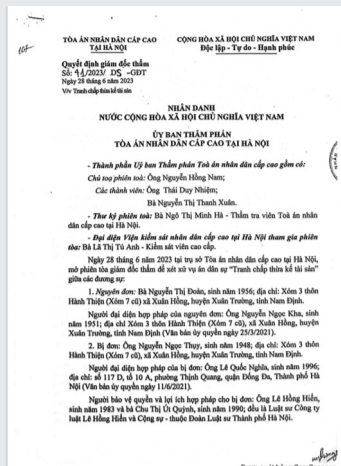 TÒA ÁN NHÂN DÂN CẤP CAO
TẠI HÀ NỘI
CỘNG HÒA XÃ HỘI CHỦ NGHĨA VIỆT NAM
Độc lập - Tự do - Hạnh phúc
Quyết định giám đốc thẩm
Số: 41/2023/ DS -GĐT
Ngày 28 tháng 6 năm 2023
V/v Tranh chấp thừa kế tài sản
NHÂN DANH
NƯỚC CỘNG HÒA XÃ HỘI CHỦ NGHĨA VIỆT NAM
ỦY BAN THẨM PHÁN
TÒA ÁN NHÂN DÂN CẤP CAO TẠI HÀ NỘI
- Thành phần Uỷ ban Thẩm phán Toà án nhân dân cấp cao gồm có:
Chủ toạ phiên toà: Ông Nguyễn Hồng Nam;
Các thành viên: Ông Thái Duy Nhiệm;
Bà Nguyễn Thị Thanh Xuân.
- Thư ký phiên toà: Bà Ngô Thị Minh Hà - Thẩm tra viên Toà án nhân
dân cấp cao tại Hà Nội.
- Đại diện Viện kiểm sát nhân dân cấp cao tại Hà Nội tham gia phiên
tòa: Bà Lã Thị Tú Anh - Kiểm sát viên cao cấp.
Ngày 28 tháng 6 năm 2023 tại trụ sở Tòa án nhân dân cấp cao tại Hà Nội,
mở phiên tòa giám đốc thẩm để xét xử vụ án dân sự "Tranh chấp thừa kế tài sản"
giữa các đương sự:
1. Nguyên đơn: Bà Nguyễn Thị Đoàn, sinh năm 1956; địa chỉ: Xóm 3 thôn
Hành Thiện (Xóm 7 cũ) xã Xuân Hồng, huyện Xuân Trường, tỉnh Nam Định.
Người đại diện hợp pháp của nguyên đơn: Ông Nguyễn Ngọc Kha, sinh
năm 1951; địa chỉ Xóm 3 thôn Hành Thiện (Xóm 7 cũ), xã Xuân Hồng, huyện
Xuân Trường, tỉnh Nam Định (Văn bản ủy quyền ngày 25/3/2021).
2. Bị đơn: Ông Nguyễn Ngọc Thụy, sinh năm 1948; địa chỉ: Xóm 3 thôn
Hành Thiện (Xóm 7 cũ), xã Xuân Hồng, huyện Xuân Trường, tỉnh Nam Định.
Người đại diện hợp pháp của bị đơn: Ông Lê Quốc Nghĩa, sinh năm 1996;
địa chỉ: số 117 D, tổ 10 A, phường Thịnh Quang, quận Đống Đa, Thành phố Hà
Nội (Văn bản ủy quyền ngày 11/6/2021).
Người bảo vệ quyền và lợi ích hợp pháp cho bị đơn: Ông Lê Hồng Hiển,
sinh năm 1983 và bà Chu Thị Út Quỳnh, sinh năm 1990; đều là Luật sư Công ty
luật Lê Hồng Hiển và Cộng sự - thuộc Đoàn Luật sư Thành phố Hà Nội.